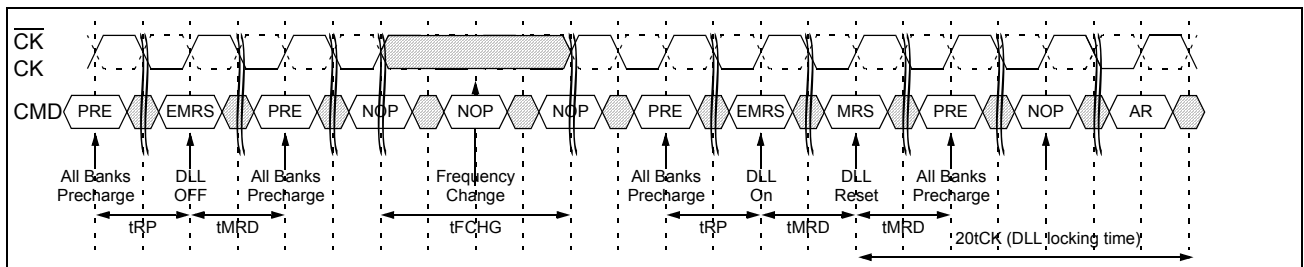 CK
CK
CMD PRE EMRS PRE NOP NOP NOP PRE EMRS MRS PRE NOP AR
All Banks Precharge
DLL OFF
All Banks Precharge
Frequency Change
All Banks Precharge
DLL On
DLL Reset
All Banks Precharge
tRP tMRD tFCHG tRP tMRD tMRD
20tCK (DLL locking time)